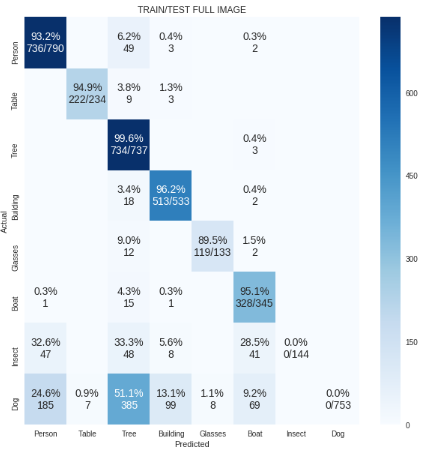 TRAIN/TEST FULL IMAGE
Person 93.2% 6.2% 0.4% 0.3%
736/790 49 3 2
Table 94.9% 3.8% 1.3%
222/234 9 3
Tree 99.6% 0.4%
734/737 3
Building 3.4% 96.2% 0.4%
18 513/533 2
Glasses 9.0% 89.5% 1.5%
12 119/133 2
Boat 0.3% 4.3% 0.3% 95.1%
1 15 1 328/345
Insect 32.6% 33.3% 5.6% 28.5% 0.0%
47 48 8 41 0/144
Dog 24.6% 0.9% 51.1% 13.1% 1.1% 9.2% 0.0%
185 7 385 99 8 69 0/753
Person Table Tree Building Glasses Boat Insect Dog
Predicted
Actual
600
450
300
150
0